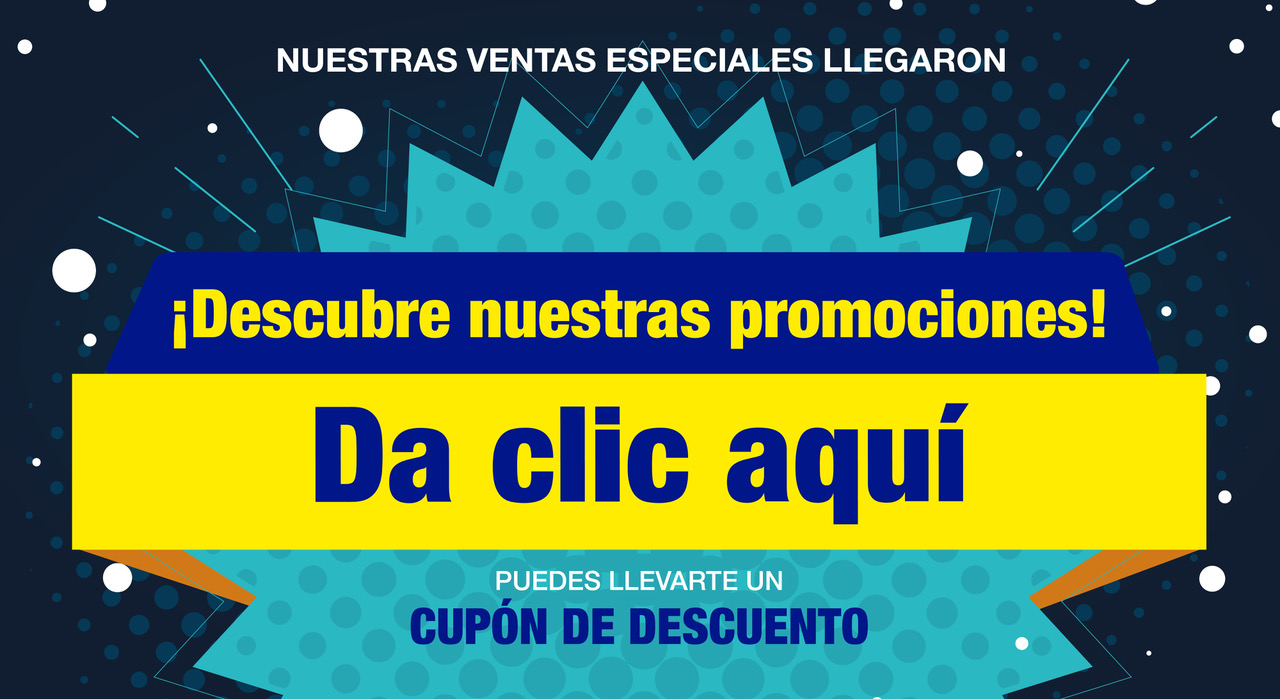 NUESTRAS VENTAS ESPECIALES LLEGARON
¡Descubre nuestras promociones!
Da clic aquí
PUEDES LLEVARTE UN
CUPÓN DE DESCUENTO